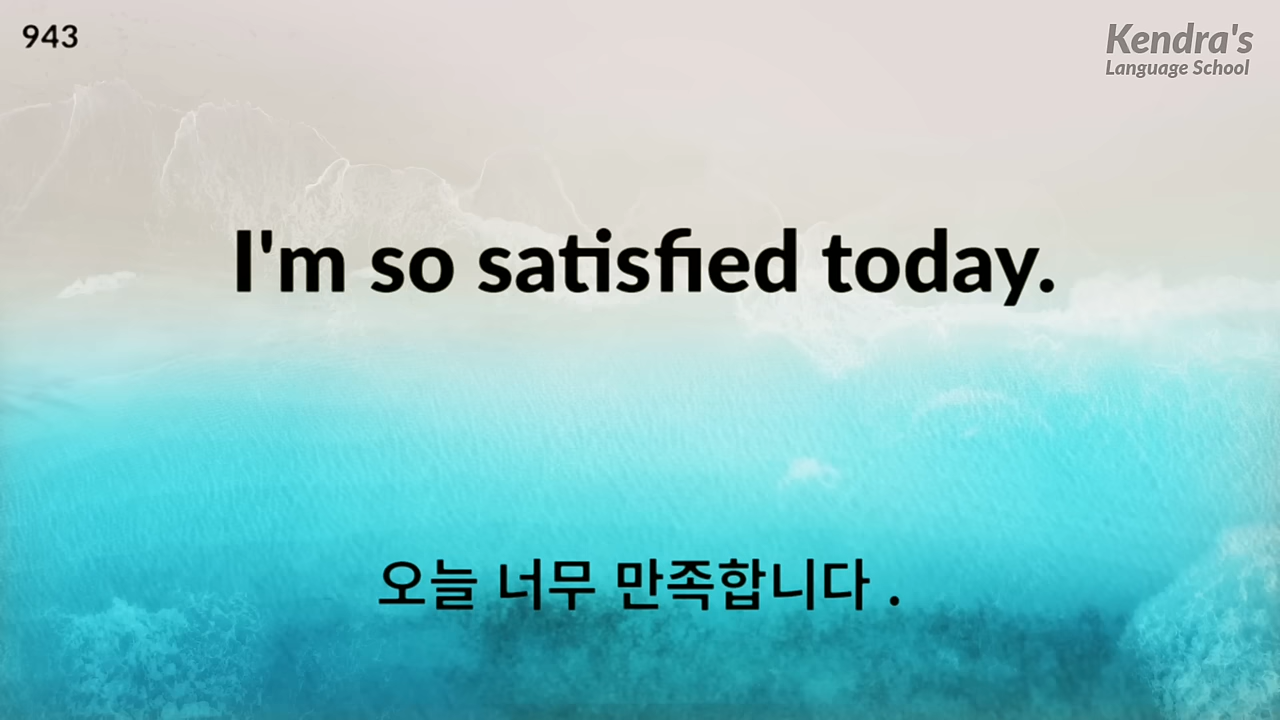 943
Kendra's
Language School
I'm so satisfied today.
오늘 너무 만족합니다 .